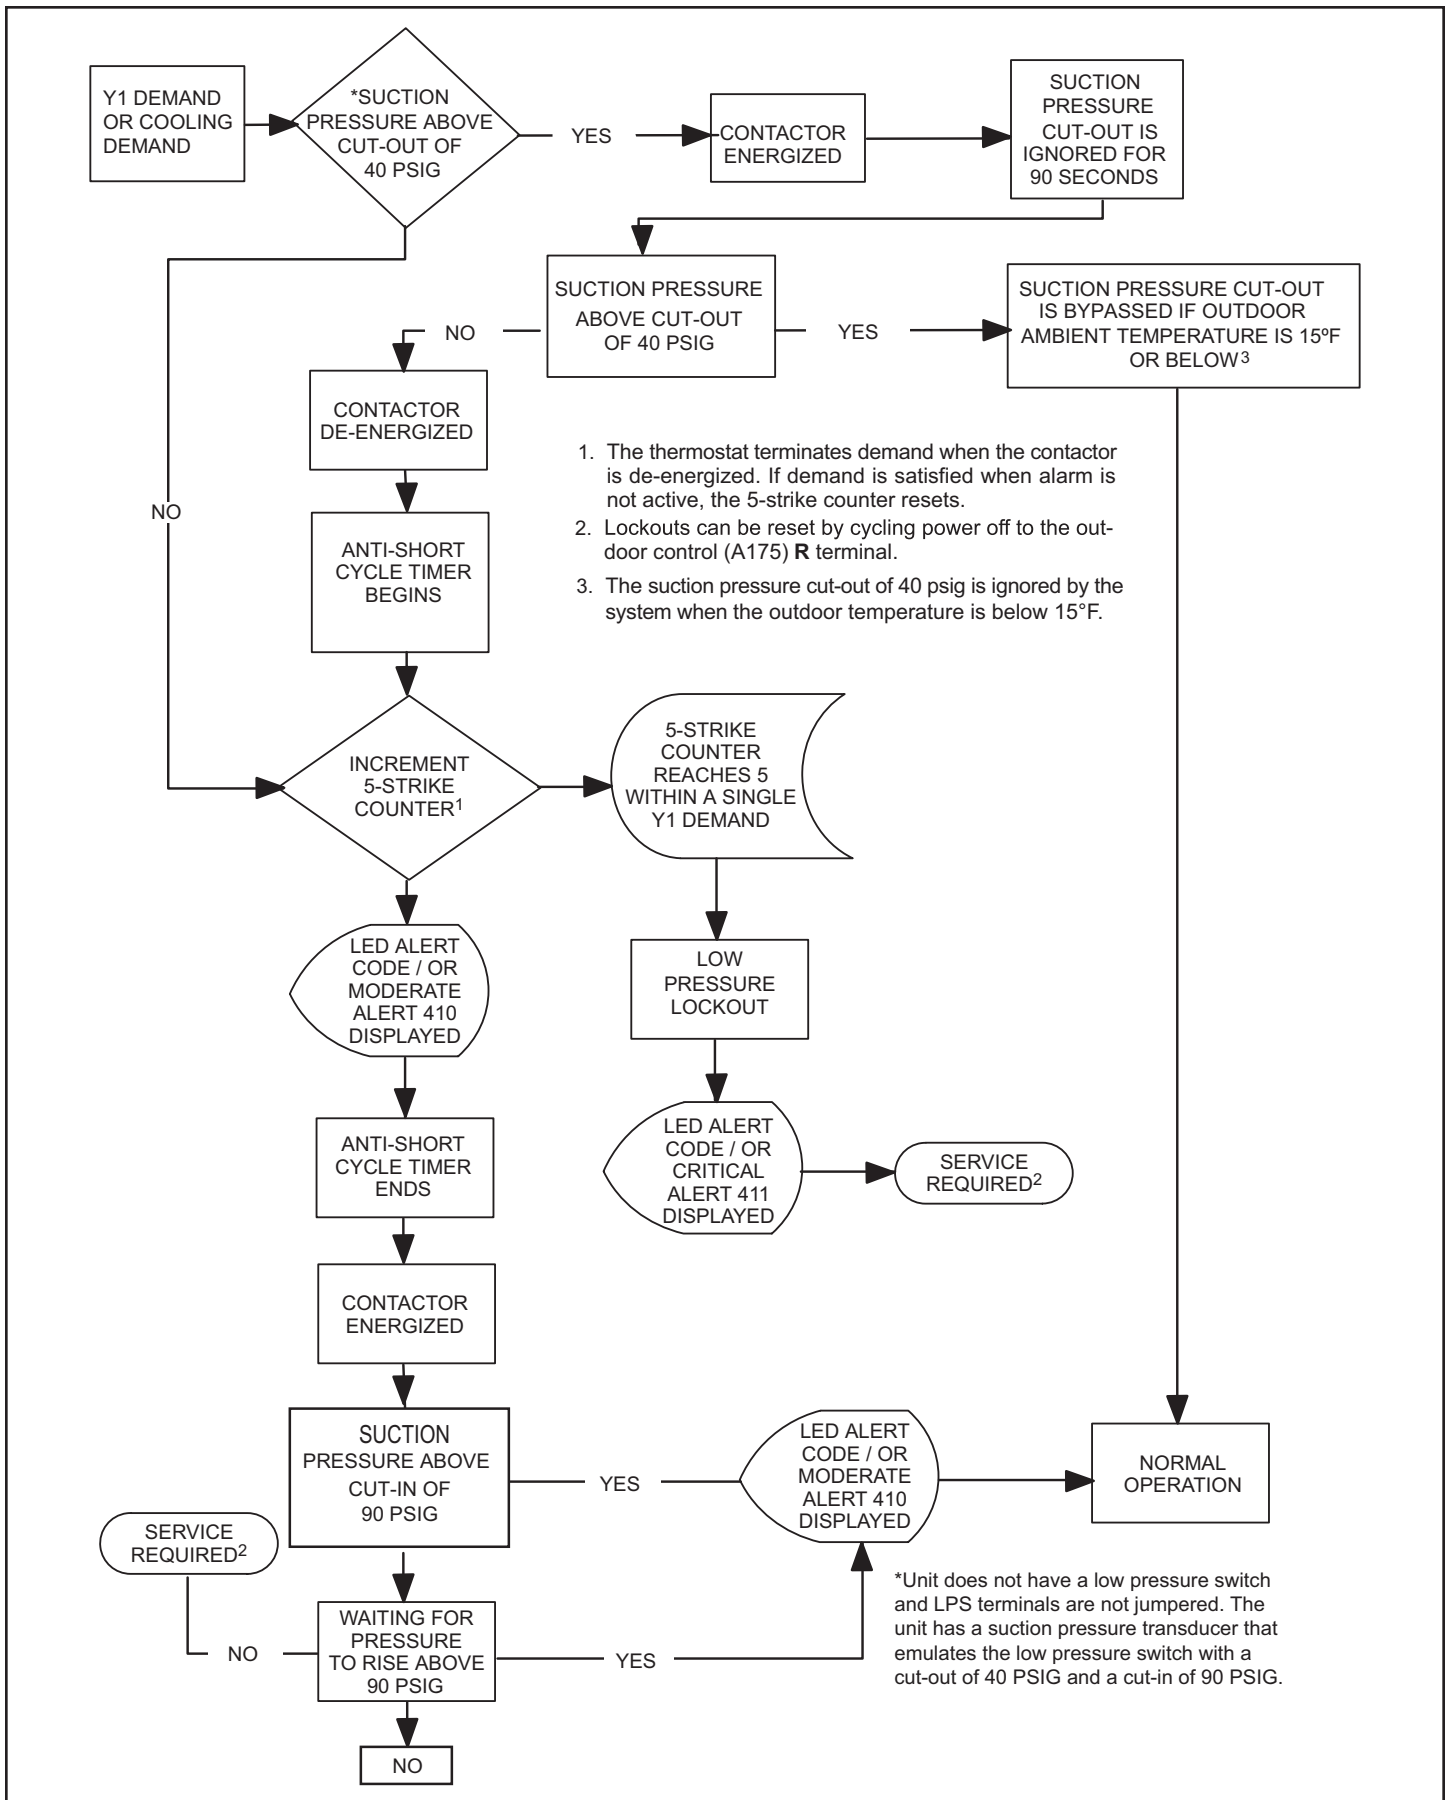 Y1 DEMAND
OR COOLING
DEMAND
*SUCTION
PRESSURE ABOVE
CUT-OUT OF
40 PSIG
YES
CONTACTOR
ENERGIZED
SUCTION
PRESSURE
CUT-OUT IS
IGNORED FOR
90 SECONDS
SUCTION PRESSURE
ABOVE CUT-OUT
OF 40 PSIG
NO
YES
SUCTION PRESSURE CUT-OUT
IS BYPASSED IF OUTDOOR
AMBIENT TEMPERATURE IS 15ºF
OR BELOW3
CONTACTOR
DE-ENERGIZED
1. The thermostat terminates demand when the contactor
is de-energized. If demand is satisfied when alarm is
not active, the 5-strike counter resets.
2. Lockouts can be reset by cycling power off to the out-
door control (A175) R terminal.
3. The suction pressure cut-out of 40 psig is ignored by the
system when the outdoor temperature is below 15°F.
NO
ANTI-SHORT
CYCLE TIMER
BEGINS
INCREMENT
5-STRIKE
COUNTER1
5-STRIKE
COUNTER
REACHES 5
WITHIN A SINGLE
Y1 DEMAND
LED ALERT
CODE / OR
MODERATE
ALERT 410
DISPLAYED
LOW
PRESSURE
LOCKOUT
ANTI-SHORT
CYCLE TIMER
ENDS
LED ALERT
CODE / OR
CRITICAL
ALERT 411
DISPLAYED
SERVICE
REQUIRED2
CONTACTOR
ENERGIZED
SUCTION
PRESSURE ABOVE
CUT-IN OF
90 PSIG
YES
LED ALERT
CODE / OR
MODERATE
ALERT 410
DISPLAYED
NORMAL
OPERATION
SERVICE
REQUIRED2
NO
WAITING FOR
PRESSURE
TO RISE ABOVE
90 PSIG
YES
*Unit does not have a low pressure switch
and LPS terminals are not jumpered. The
unit has a suction pressure transducer that
emulates the low pressure switch with a
cut-out of 40 PSIG and a cut-in of 90 PSIG.
NO